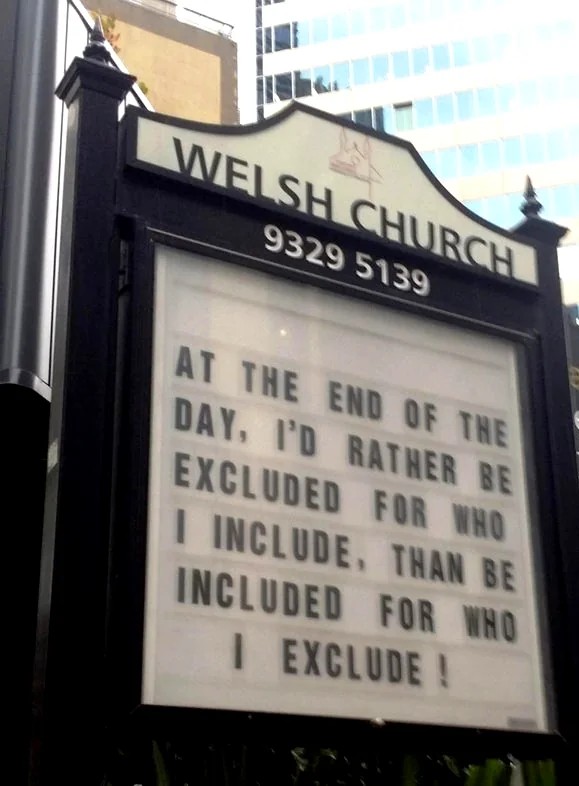 WELSH CHURCH
9329 5139
AT THE END OF THE
DAY, I'D RATHER BE
EXCLUDED FOR WHO
I INCLUDE, THAN BE
INCLUDED FOR WHO
I EXCLUDE!